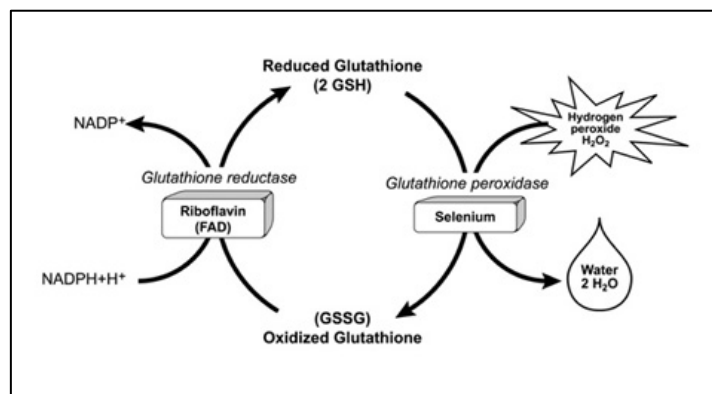 Reduced Glutathione
(2 GSH)
NADP⁺
Hydrogen
peroxide
H₂O₂
Glutathione reductase
Glutathione peroxidase
Riboflavin
(FAD)
Selenium
NADPH+H⁺
Water
2 H₂O
(GSSG)
Oxidized Glutathione